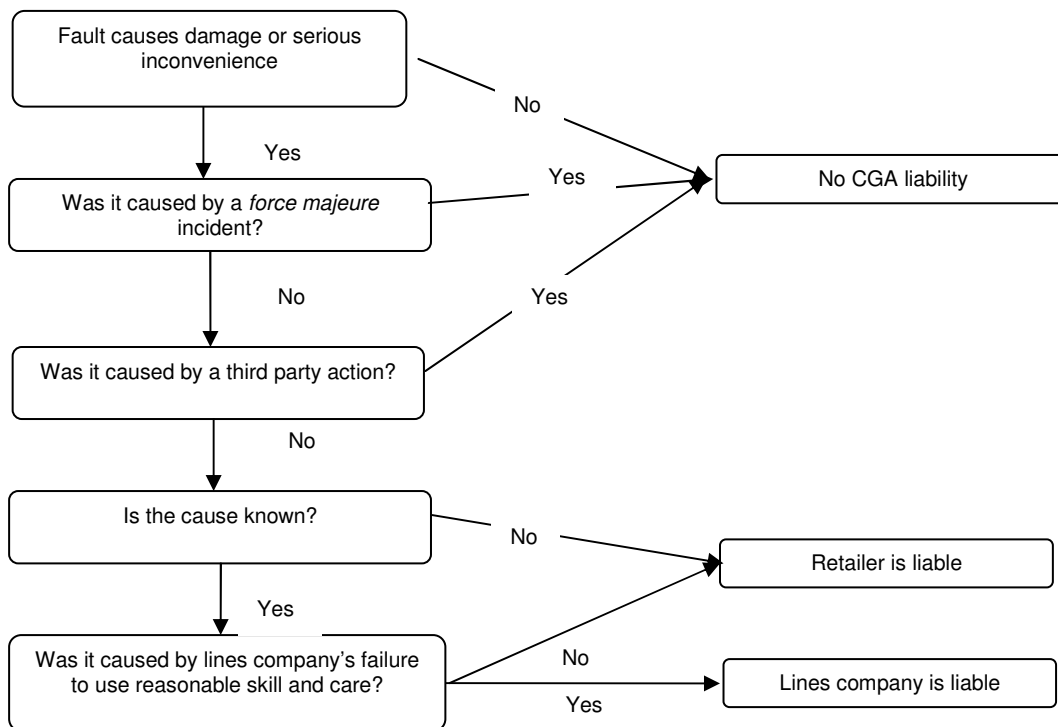 Fault causes damage or serious
inconvenience
No
Yes
Was it caused by a force majeure
incident?
Yes
No CGA liability
No
Yes
Was it caused by a third party action?
No
Is the cause known?
No
Retailer is liable
Yes
Was it caused by lines company's failure
to use reasonable skill and care?
No
Yes
Lines company is liable